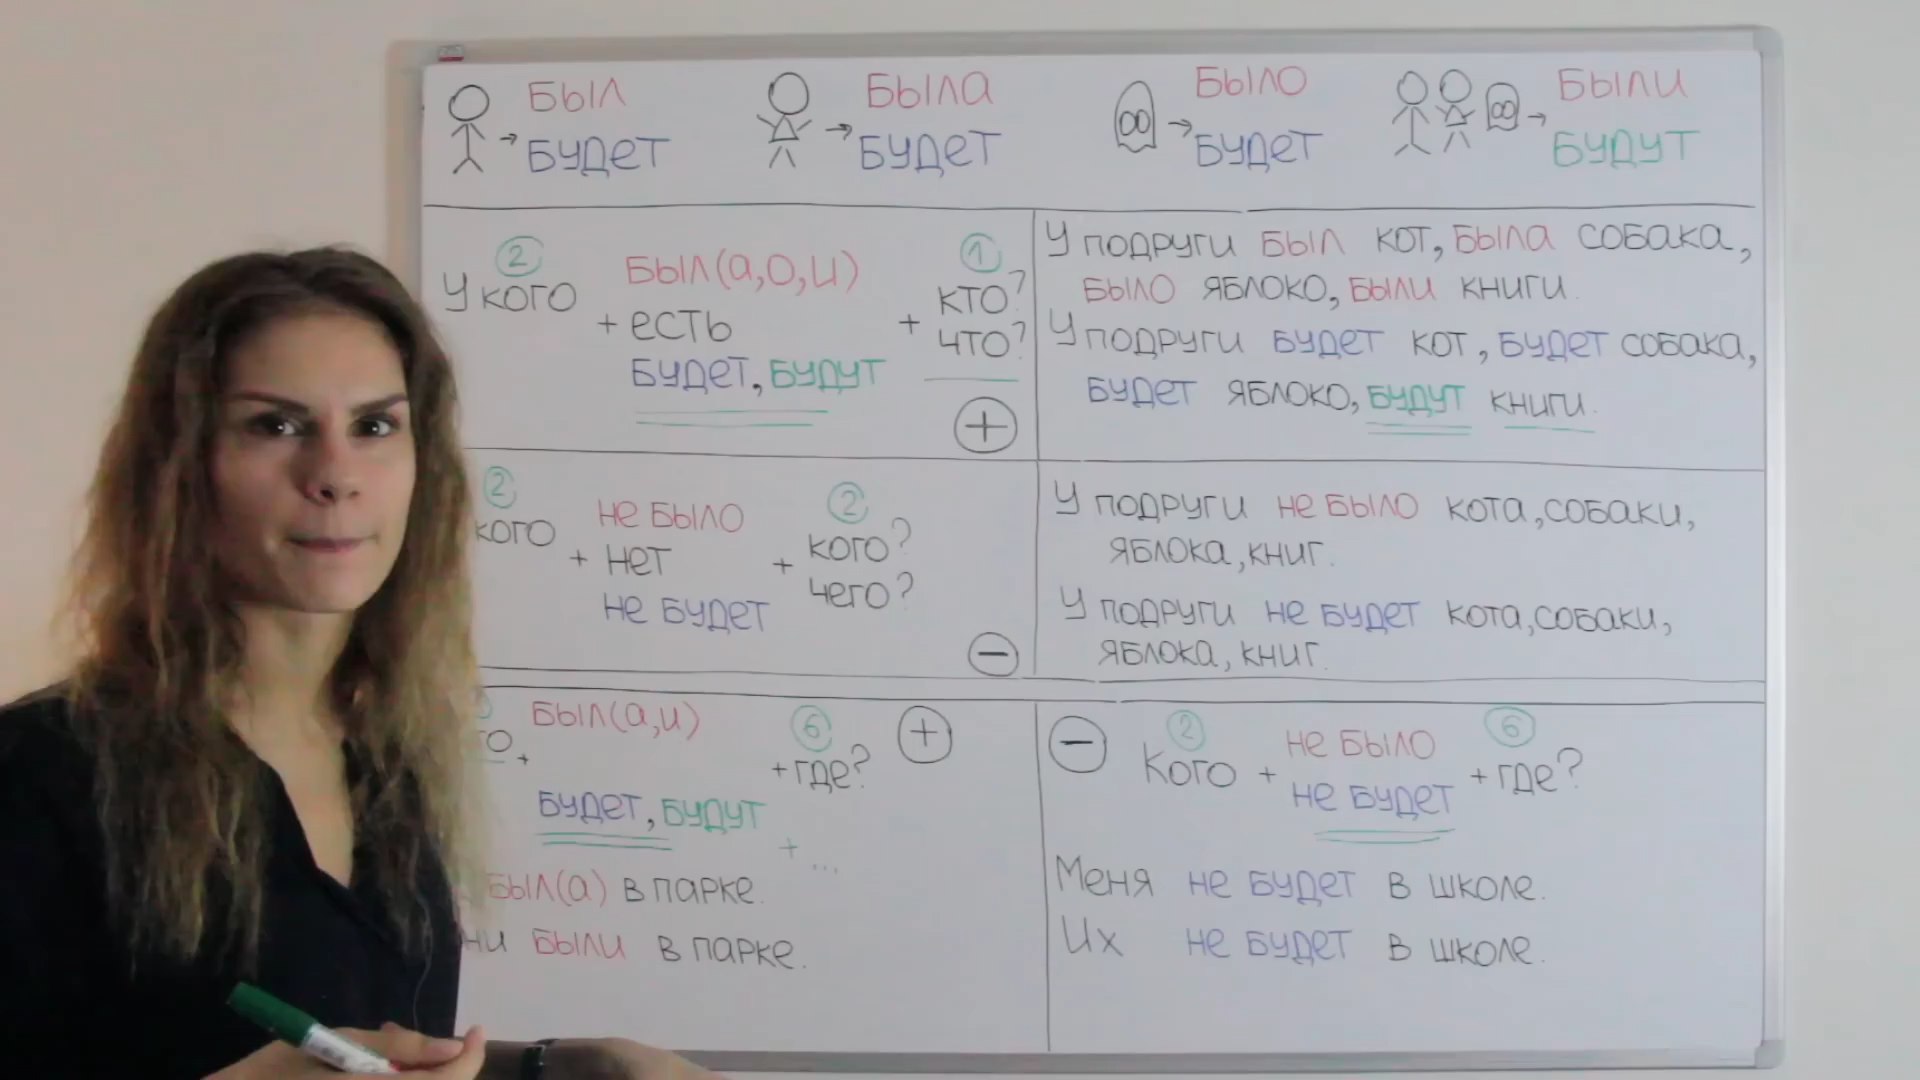 БЫЛ
БУДЕТ
БЫЛА
БУДЕТ
БЫЛО
БУДЕТ
БЫЛИ
БУДУТ
2
У КОГО
+
БЫЛ(А,О,И)
ЕСТЬ
БУДЕТ, БУДУТ
+
1
КТО?
ЧТО?
+
У ПОДРУГИ БЫЛ КОТ, БЫЛА СОБАКА,
БЫЛО ЯБЛОКО, БЫЛИ КНИГИ.
У ПОДРУГИ БУДЕТ КОТ, БУДЕТ СОБАКА,
БУДЕТ ЯБЛОКО, БУДУТ КНИГИ.
2
КОГО
+
НЕ БЫЛО
НЕТ
НЕ БУДЕТ
+
2
КОГО?
ЧЕГО?
−
У ПОДРУГИ НЕ БЫЛО КОТА, СОБАКИ,
ЯБЛОКА, КНИГ.
У ПОДРУГИ НЕ БУДЕТ КОТА, СОБАКИ,
ЯБЛОКА, КНИГ.
+
БЫЛ(А,И)
БУДЕТ, БУДУТ
6
+ ГДЕ?
+
+ ...
БЫЛ(А) В ПАРКЕ.
БЫЛИ В ПАРКЕ.
−
2
КОГО +
НЕ БЫЛО
НЕ БУДЕТ
6
+ ГДЕ?
МЕНЯ НЕ БУДЕТ В ШКОЛЕ.
ИХ НЕ БУДЕТ В ШКОЛЕ.